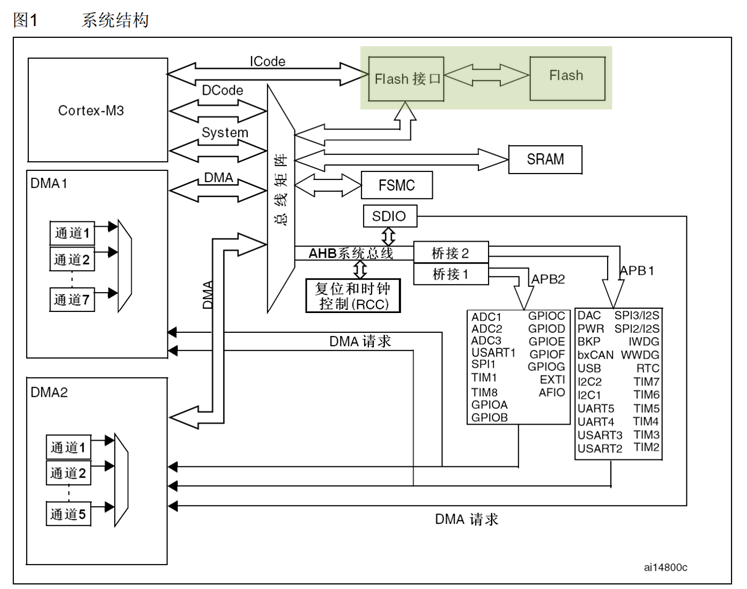 图1 系统结构
ICode
Flash 接口
Flash
Cortex-M3
DCode
System
总线矩阵
SRAM
DMA1
DMA
FSMC
SDIO
通道1
通道2
通道7
AHB系统总线
桥接2
桥接1
APB2
APB1
复位和时钟
控制(RCC)
DMA
DMA 请求
ADC1 GPIOC
ADC2 GPIOD
ADC3 GPIOE
USART1 GPIOF
SPI1 GPIOG
TIM1 EXTI
TIM8 AFIO
GPIOA
GPIOB
DAC SPI3/I2S
PWR SPI2/I2S
BKP IWDG
bxCAN WWDG
USB RTC
I2C2 TIM7
I2C1 TIM6
UART5 TIM5
UART4 TIM4
USART3 TIM3
USART2 TIM2
DMA2
通道1
通道2
通道5
DMA 请求
ai14800c